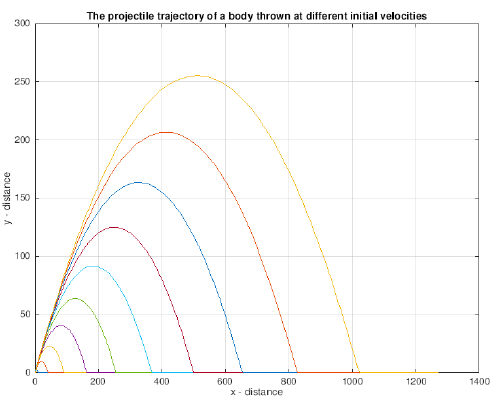 The projectile trajectory of a body thrown at different initial velocities
300
250
200
150
100
50
0
y - distance
0 200 400 600 800 1000 1200 1400
x - distance